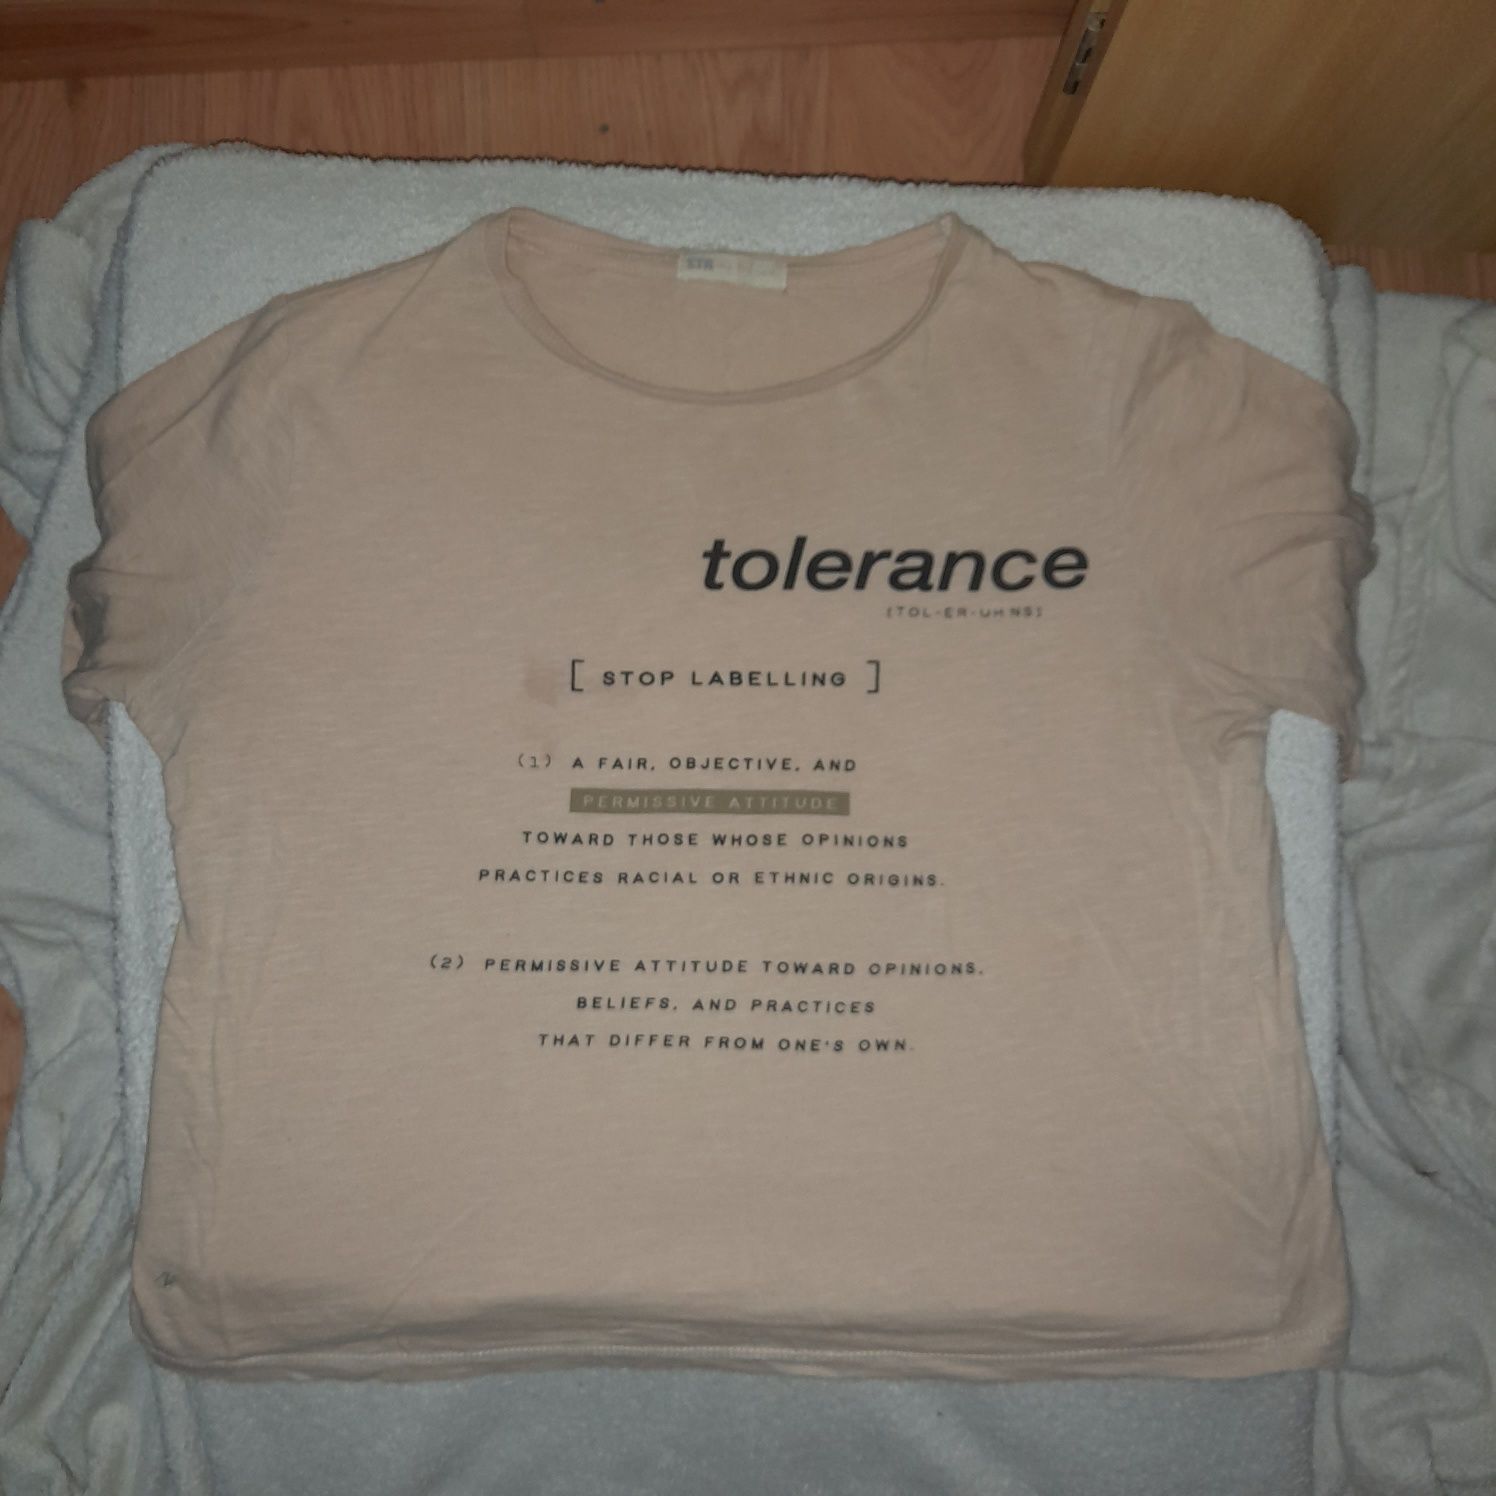 tolerance
[TOL-ER-UHNS]
[ STOP LABELLING ]
(1) A FAIR, OBJECTIVE, AND
PERMISSIVE ATTITUDE
TOWARD THOSE WHOSE OPINIONS
PRACTICES RACIAL OR ETHNIC ORIGINS.
(2) PERMISSIVE ATTITUDE TOWARD OPINIONS,
BELIEFS, AND PRACTICES
THAT DIFFER FROM ONE'S OWN.